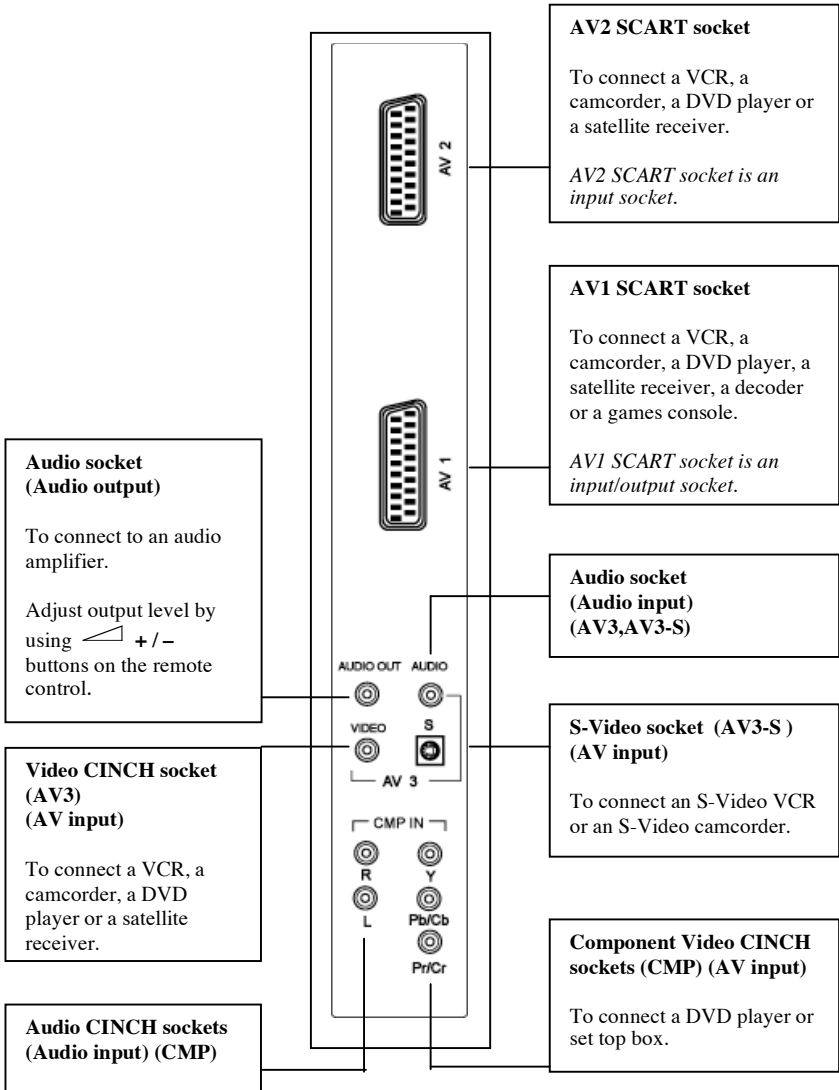 AV2 SCART socket
To connect a VCR, a
camcorder, a DVD player or
a satellite receiver.
AV2 SCART socket is an
input socket.
AV 2
AV1 SCART socket
To connect a VCR, a
camcorder, a DVD player, a
satellite receiver, a decoder
or a games console.
AV1 SCART socket is an
input/output socket.
AV 1
Audio socket
(Audio output)
To connect to an audio
amplifier.
Adjust output level by
using + / –
buttons on the remote
control.
Audio socket
(Audio input)
(AV3,AV3-S)
AUDIO OUT AUDIO
VIDEO S
AV 3
S-Video socket (AV3-S )
(AV input)
To connect an S-Video VCR
or an S-Video camcorder.
Video CINCH socket
(AV3)
(AV input)
To connect a VCR, a
camcorder, a DVD
player or a satellite
receiver.
CMP IN
R Y
L Pb/Cb
Pr/Cr
Component Video CINCH
sockets (CMP) (AV input)
To connect a DVD player or
set top box.
Audio CINCH sockets
(Audio input) (CMP)